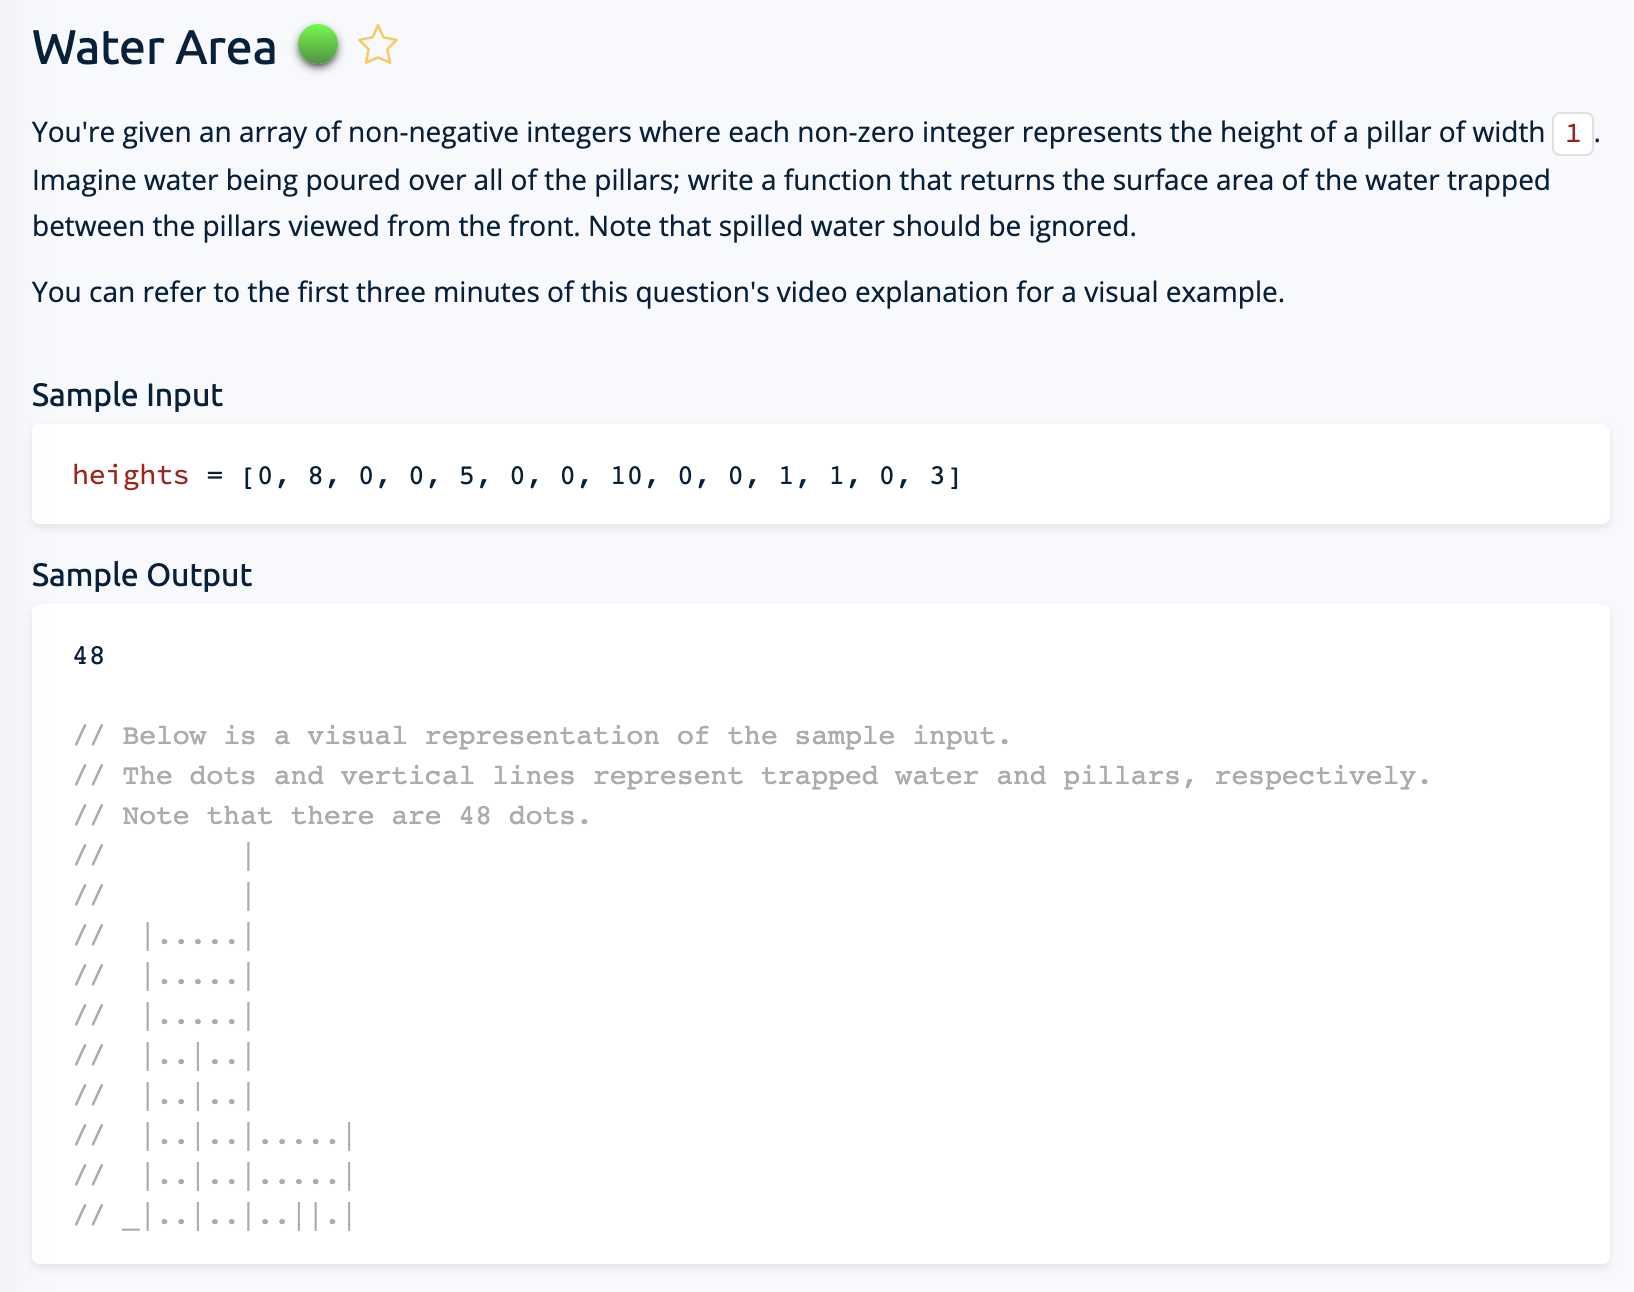 Water Area
You're given an array of non-negative integers where each non-zero integer represents the height of a pillar of width 1.
Imagine water being poured over all of the pillars; write a function that returns the surface area of the water trapped
between the pillars viewed from the front. Note that spilled water should be ignored.
You can refer to the first three minutes of this question's video explanation for a visual example.
Sample Input
heights = [0, 8, 0, 0, 5, 0, 0, 10, 0, 0, 1, 1, 0, 3]
Sample Output
48
// Below is a visual representation of the sample input.
// The dots and vertical lines represent trapped water and pillars, respectively.
// Note that there are 48 dots.
//        |
//        |
//  |.....|
//  |.....|
//  |.....|
//  |..|..|
//  |..|..|
//  |..|..|.....|
//  |..|..|.....|
// _|..|..|..||.|